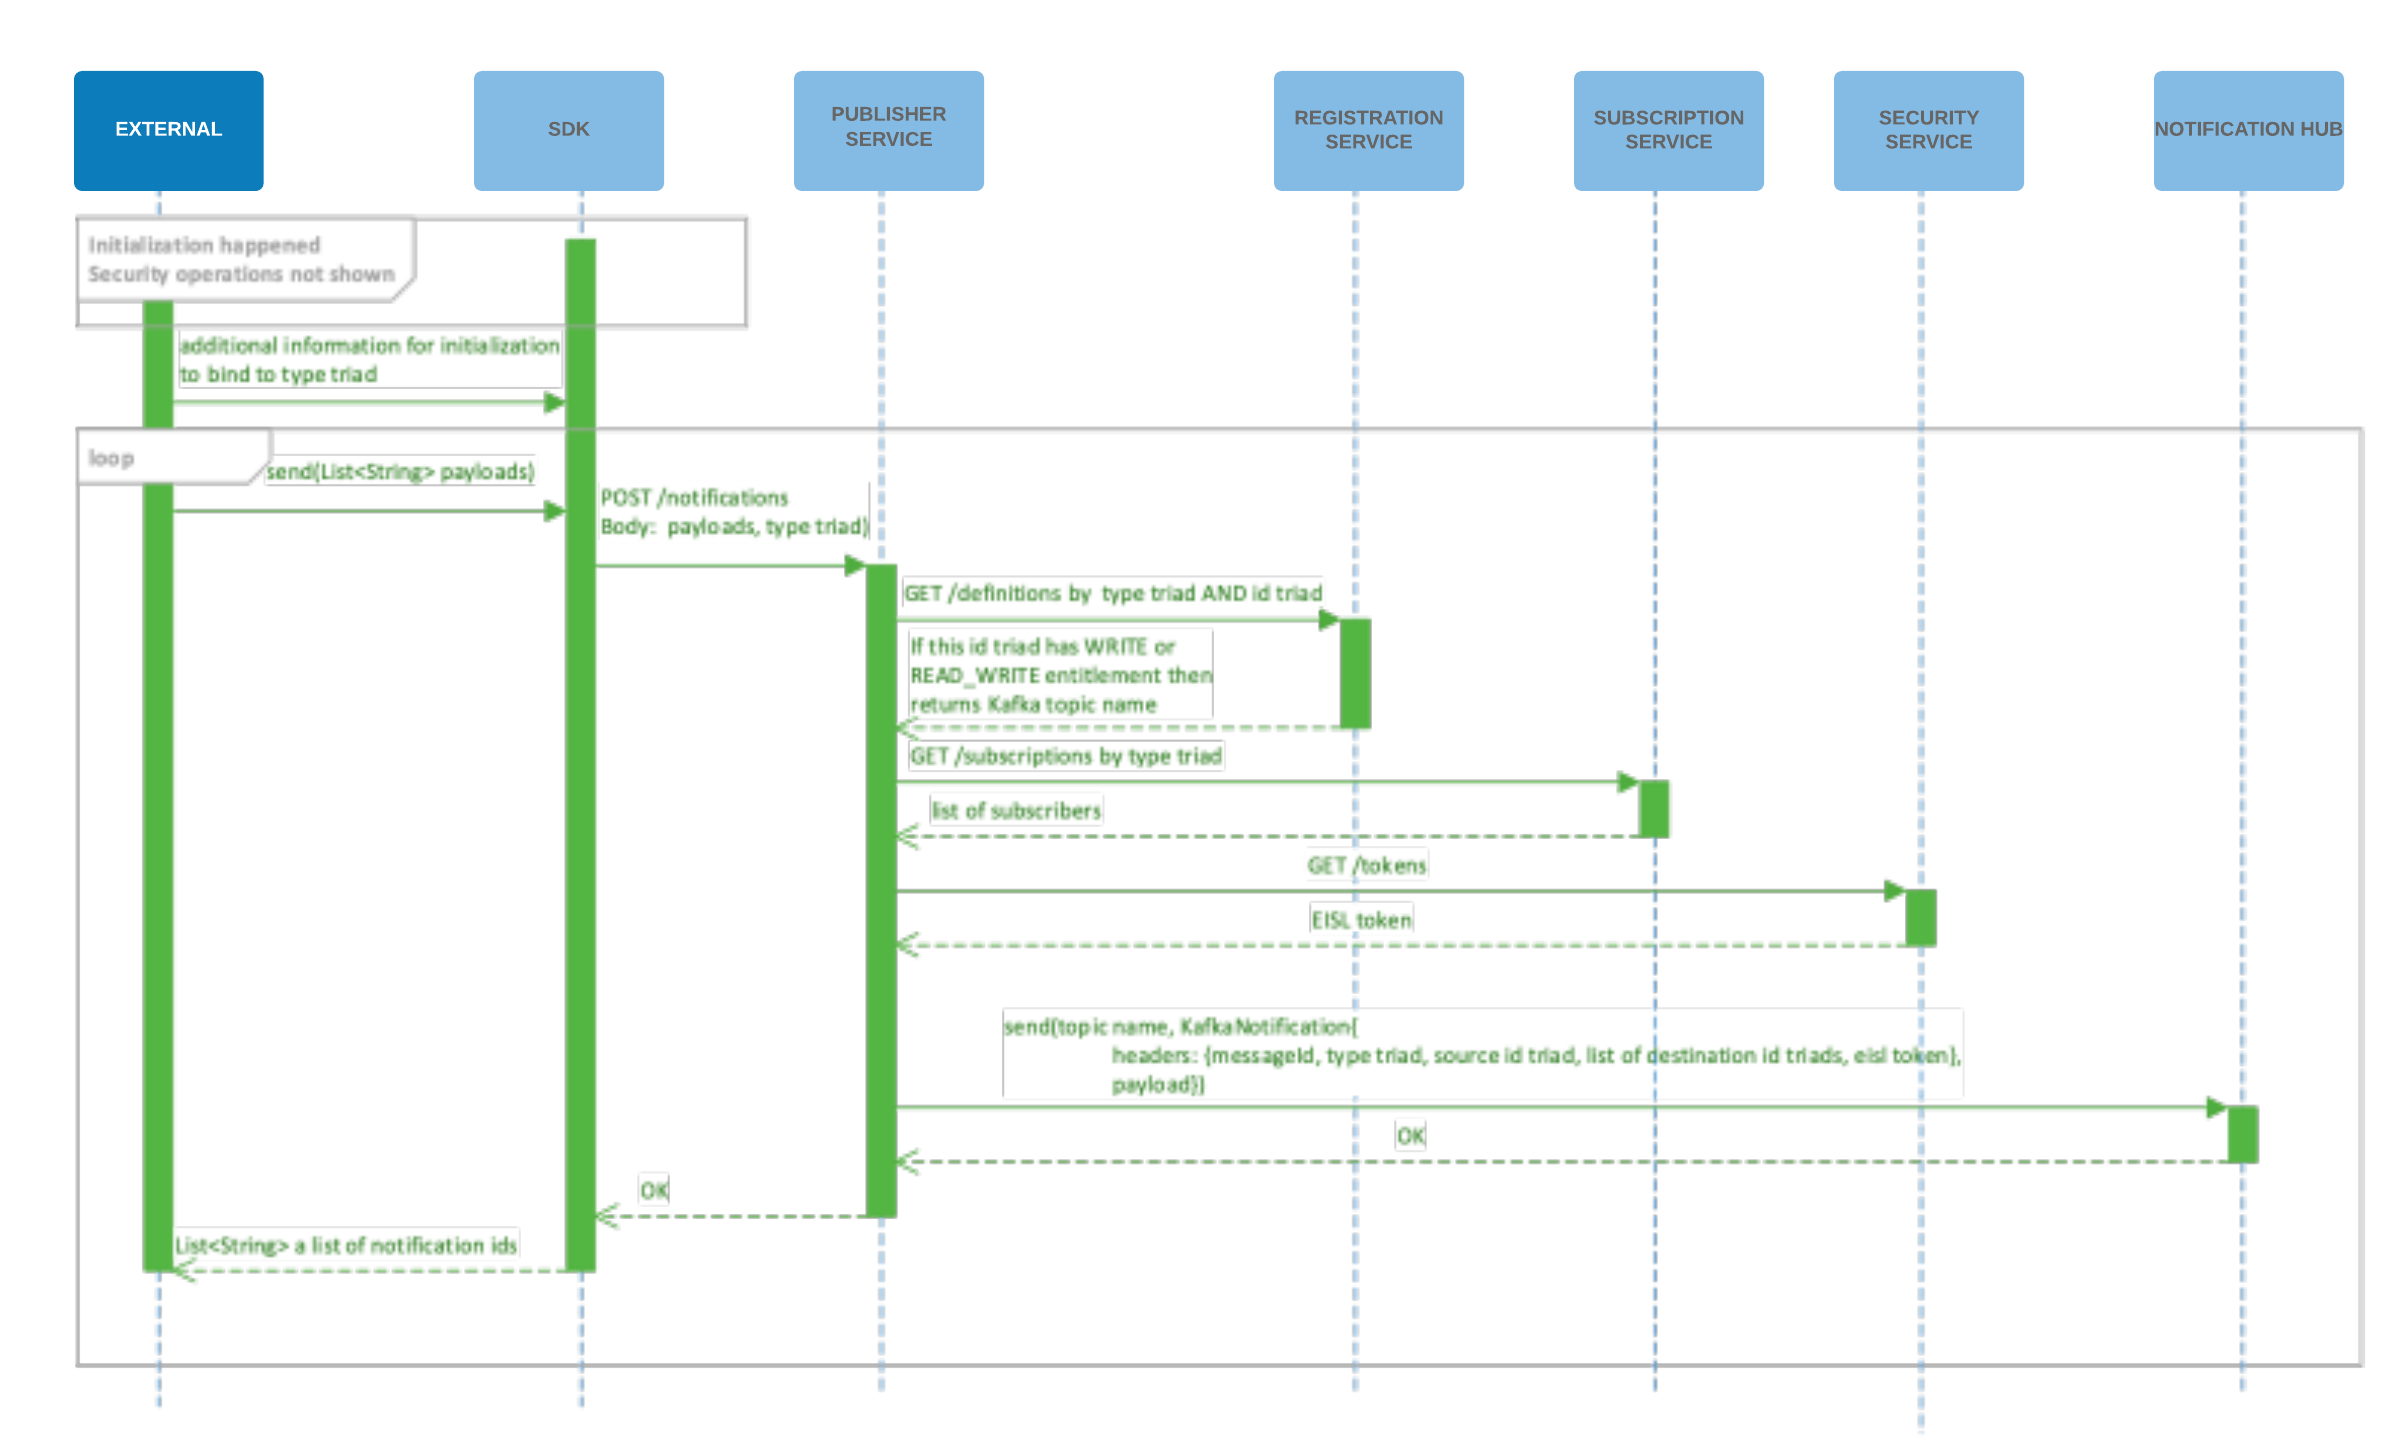 EXTERNAL
SDK
PUBLISHER
SERVICE
REGISTRATION
SERVICE
SUBSCRIPTION
SERVICE
SECURITY
SERVICE
NOTIFICATION HUB
Initialization happened
Security operations not shown
additional information for initialization
to bind to type triad
loop
send(List<String> payloads)
POST /notifications
Body: payloads, type triad)
GET /definitions by type triad AND id triad
If this id triad has WRITE or
READ_WRITE entitlement then
returns Kafka topic name
GET /subscriptions by type triad
list of subscribers
GET /tokens
EISL token
send(topic name, KafkaNotification{
headers: {messageId, type triad, source id triad, list of destination id triads, eisl token},
payload})
OK
OK
List<String> a list of notification ids